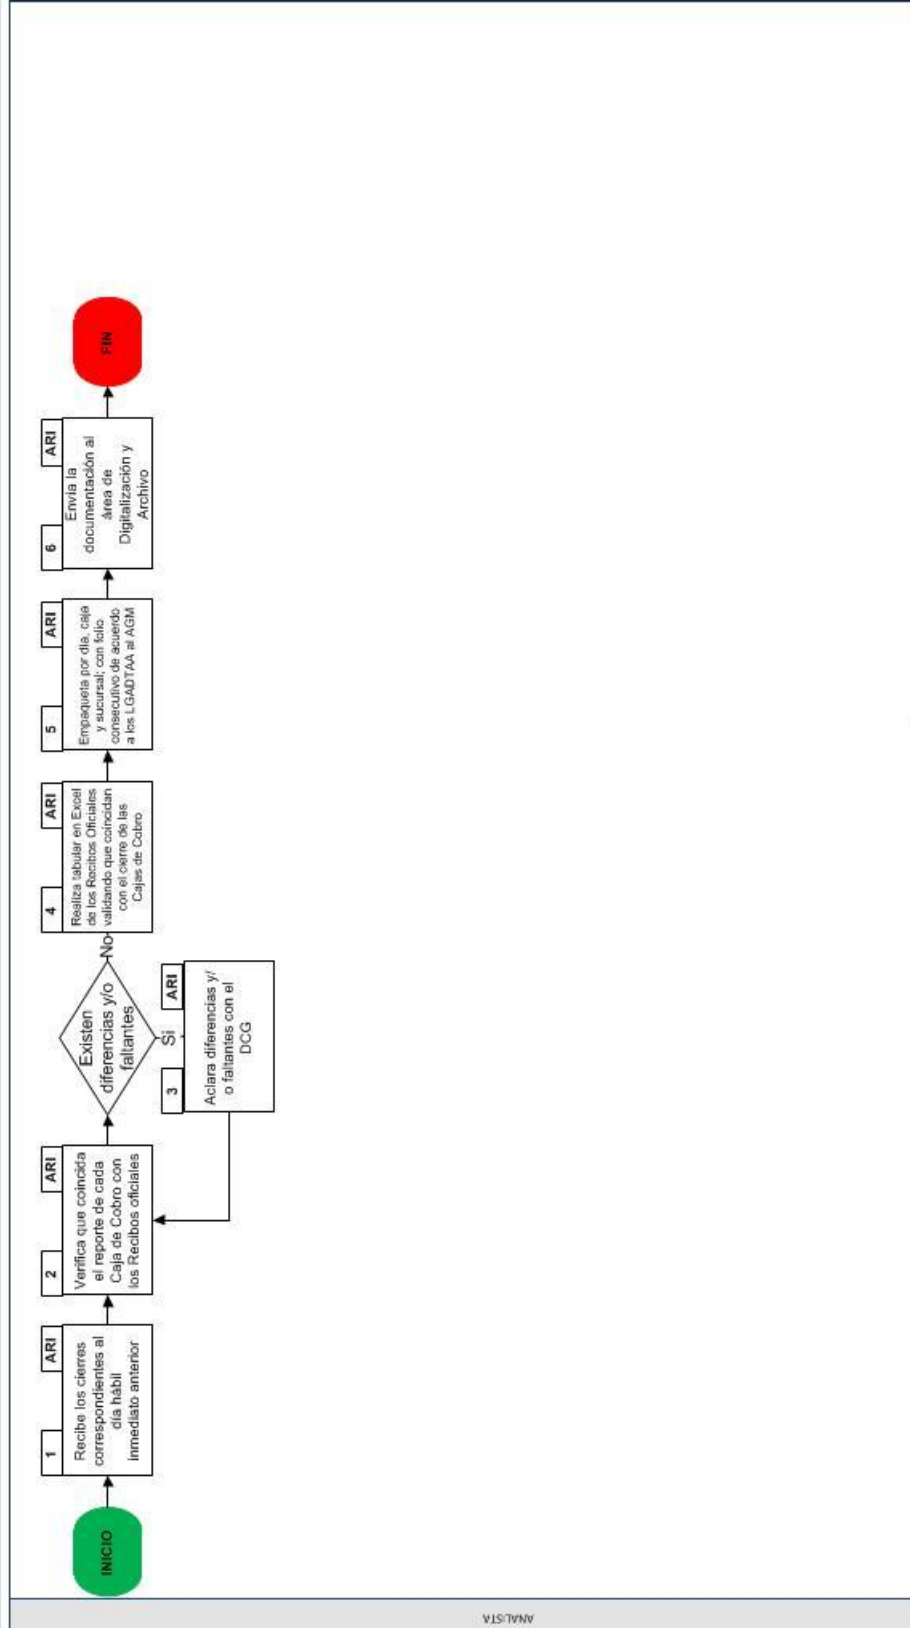 ANALISTA
INICIO
1
ARI
Recibe los cierres
correspondientes al
día hábil
inmediato anterior
2
ARI
Verifica que coincida
el reporte de cada
Caja de Cobro con
los Recibos oficiales
Existen
diferencias y/o
faltantes
Si
No
3
ARI
Aclara diferencias y/
o faltantes con el
DCG
4
ARI
Realiza tabular en Excel
de los Recibos Oficiales
validando que coincidan
con el cierre de las
Cajas de Cobro
5
ARI
Empaqueta por día, caja
y sucursal; con folio
consecutivo de acuerdo
a los LGADTAA al AGM
6
ARI
Envía la
documentación al
área de
Digitalización y
Archivo
FIN